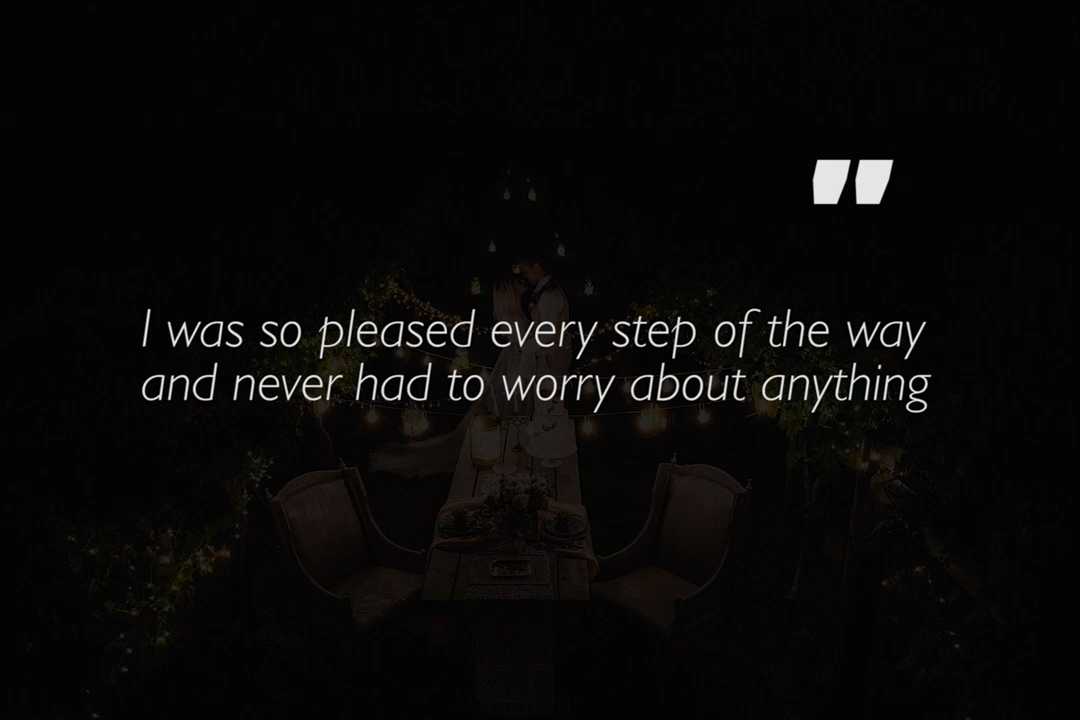 "
I was so pleased every step of the way
and never had to worry about anything